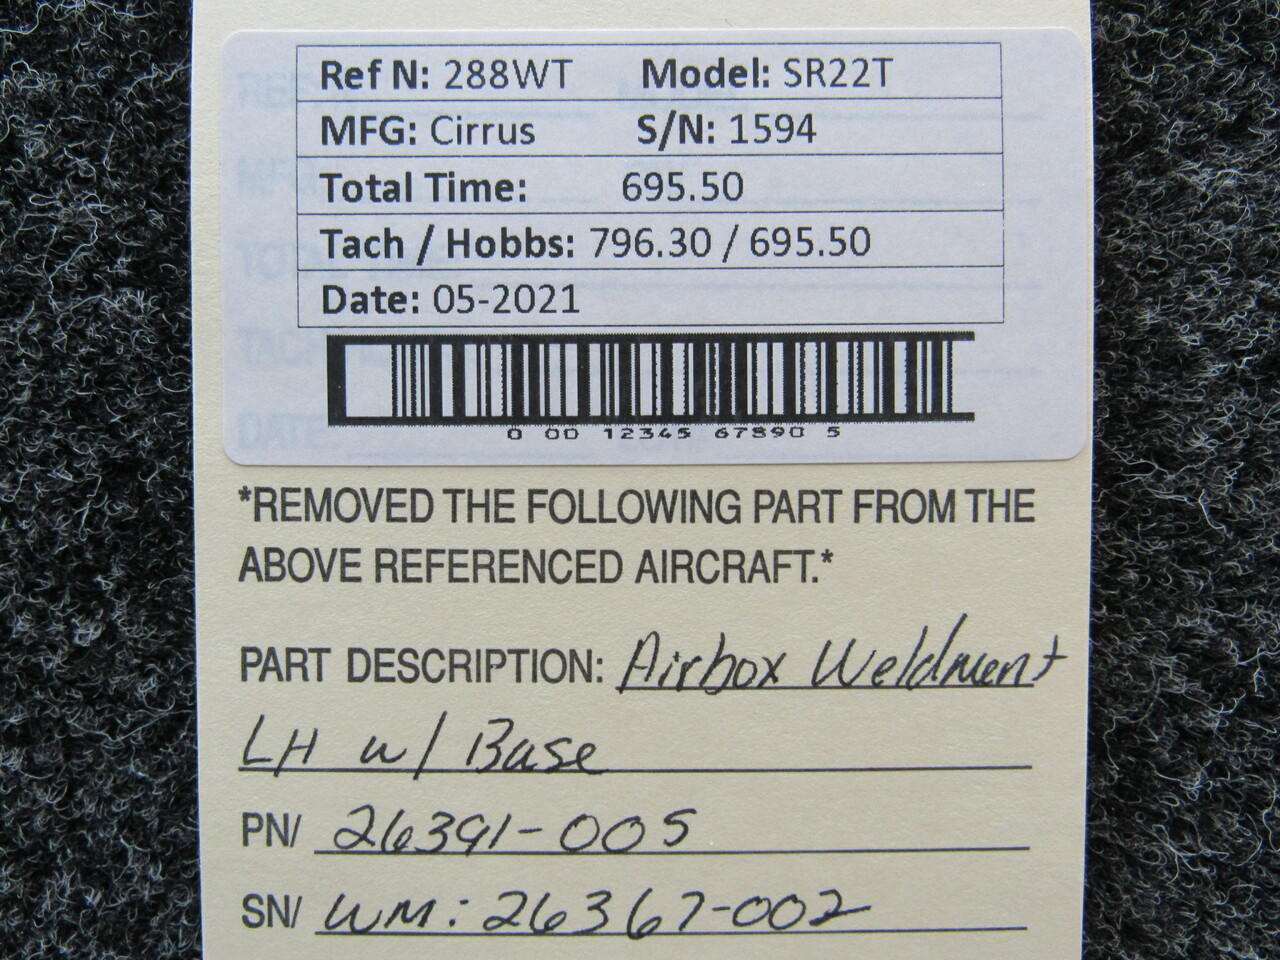 Ref N: 288WT Model: SR22T
MFG: Cirrus S/N: 1594
Total Time: 695.50
Tach / Hobbs: 796.30 / 695.50
Date: 05-2021
0 00 12345 67890 5
*REMOVED THE FOLLOWING PART FROM THE
ABOVE REFERENCED AIRCRAFT.*
PART DESCRIPTION: Airbox Weldment
LH w/ Base
PN/ 26391-005
SN/ WM: 26367-002